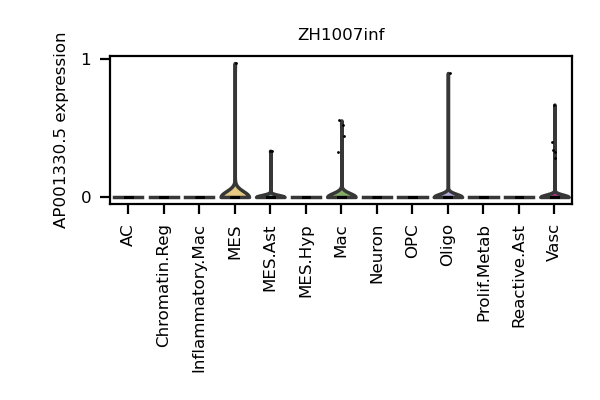 ZH1007inf
AP001330.5 expression
1
0
AC
Chromatin.Reg
Inflammatory.Mac
MES
MES.Ast
MES.Hyp
Mac
Neuron
OPC
Oligo
Prolif.Metab
Reactive.Ast
Vasc